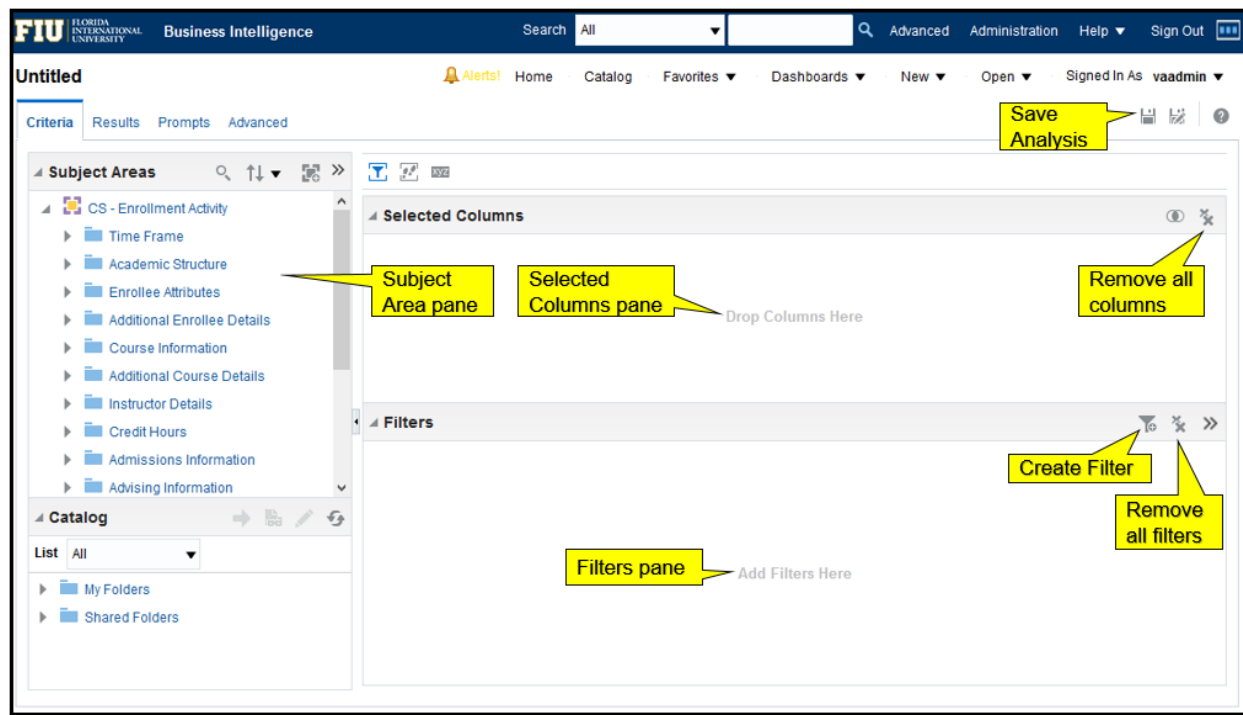 FIU FLORIDA INTERNATIONAL UNIVERSITY Business Intelligence Search All Advanced Administration Help Sign Out
Untitled Alerts! Home Catalog Favorites Dashboards New Open Signed In As vaadmin
Criteria Results Prompts Advanced
Save
Analysis
Subject Areas
xyz
CS - Enrollment Activity
Time Frame
Academic Structure
Enrollee Attributes
Additional Enrollee Details
Course Information
Additional Course Details
Instructor Details
Credit Hours
Admissions Information
Advising Information
Subject
Area pane
Selected Columns
Selected
Columns pane
Drop Columns Here
Remove all
columns
Filters
Create Filter
Remove
all filters
Filters pane
Add Filters Here
Catalog
List All
My Folders
Shared Folders